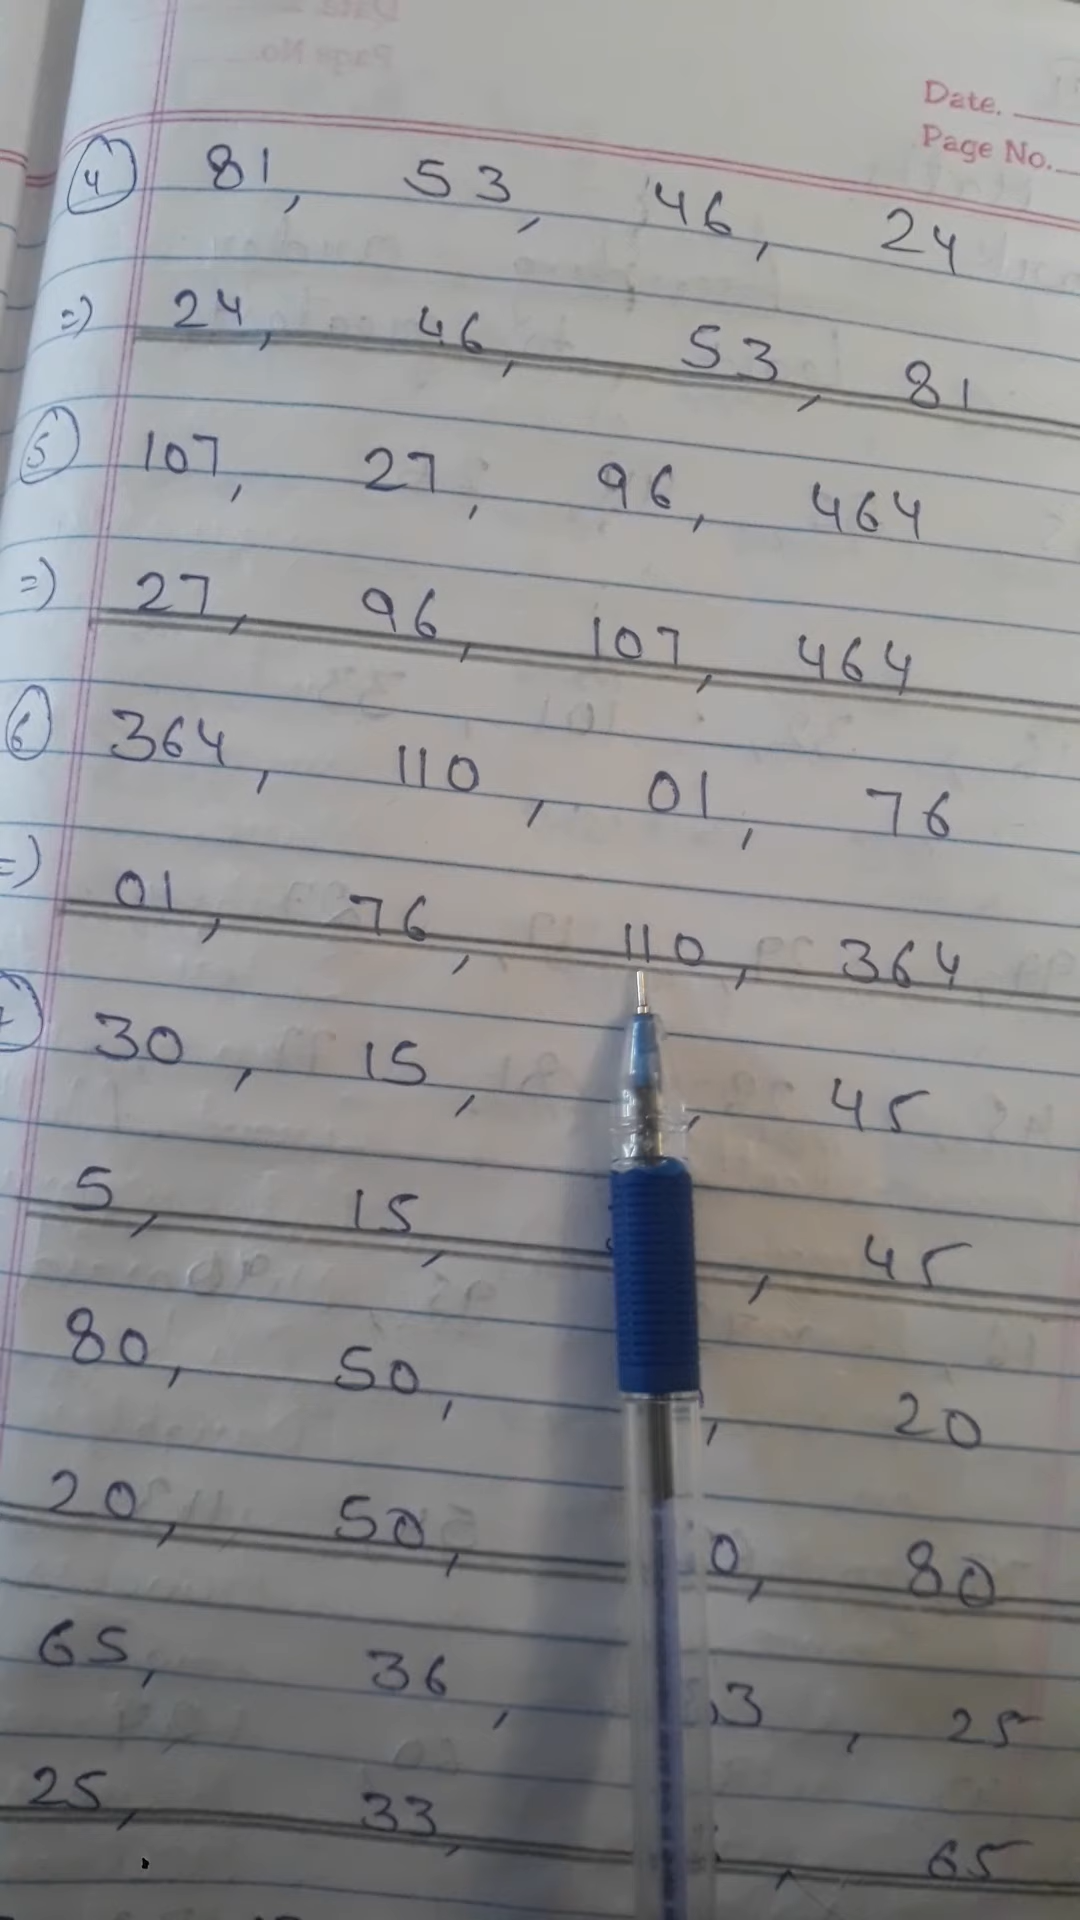 Date.
Page No.
4 81, 53, 46, 24
=) 24, 46, 53, 81
5 107, 27, 96, 464
=) 27, 96, 107, 464
6 364, 110, 01, 76
=) 01, 76, 110, 364
30, 15, , 45
5, 15, , 45
80, 50, , 20
20, 50, 0, 80
65, 36, 3, 25
25, 33, , 65